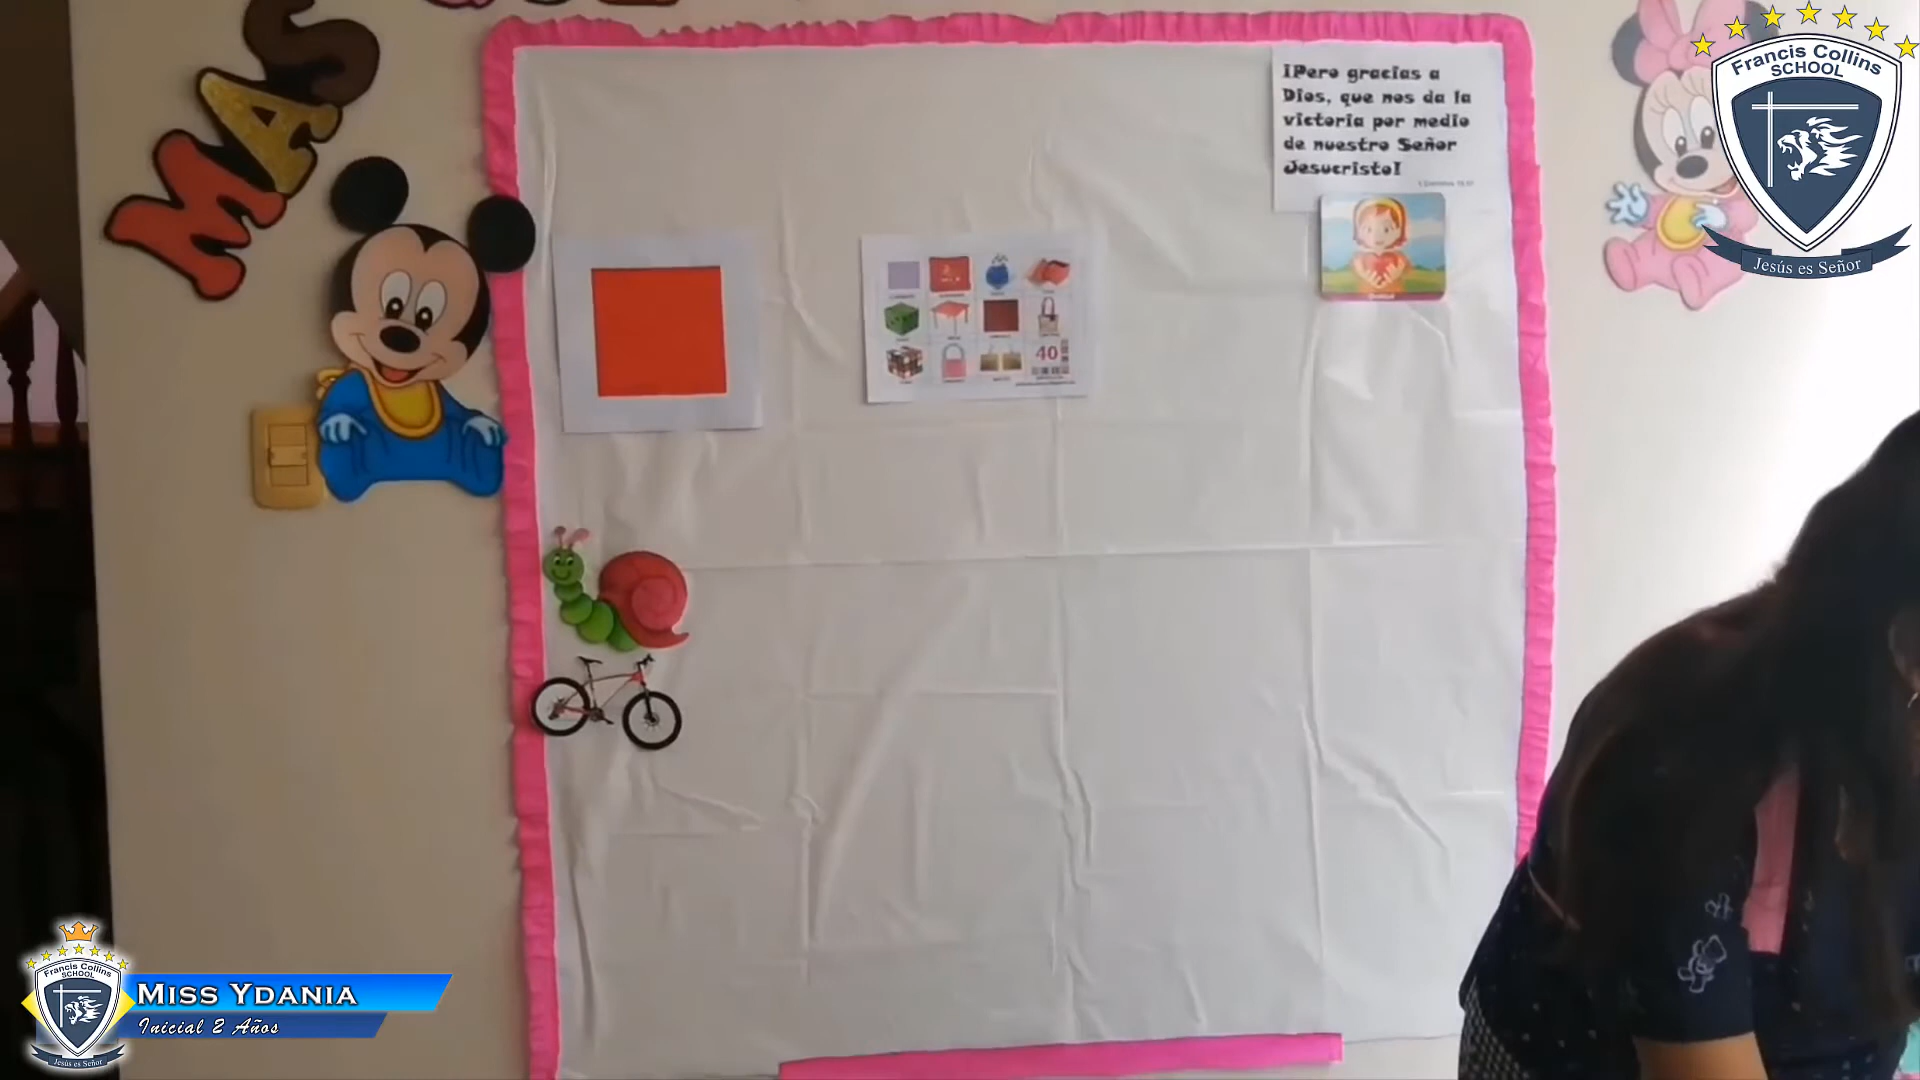 MAS
¡Pero gracias a
Dios, que nos da la
victoria por medio
de nuestro Señor
Jesucristo!
40
Francis Collins
SCHOOL
Jesús es Señor
Francis Collins
SCHOOL
Jesús es Señor
MISS YDANIA
Inicial 2 Años